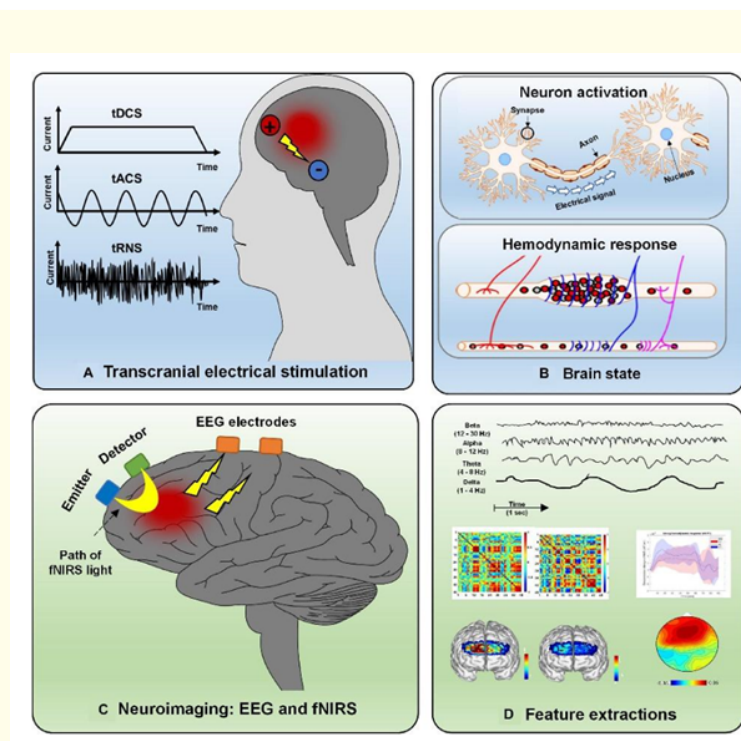 tDCS
Current
Time
tACS
Current
Time
tRNS
Current
Time
+
-
A Transcranial electrical stimulation
Neuron activation
Synapse
Axon
Nucleus
Electrical signal
Hemodynamic response
B Brain state
EEG electrodes
Detector
Emitter
Path of
fNIRS light
C Neuroimaging: EEG and fNIRS
Beta
(12 - 30 Hz)
Alpha
(8 - 12 Hz)
Theta
(4 - 8 Hz)
Delta
(1 - 4 Hz)
Time
(1 sec)
D Feature extractions